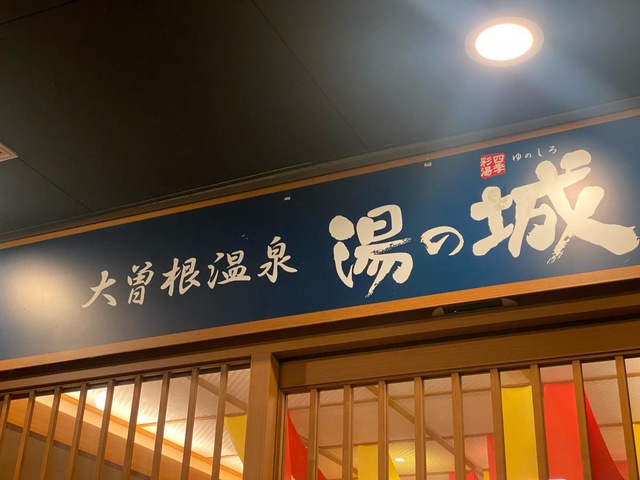 大曽根温泉 湯の城
ゆのしろ
四季
彩湯